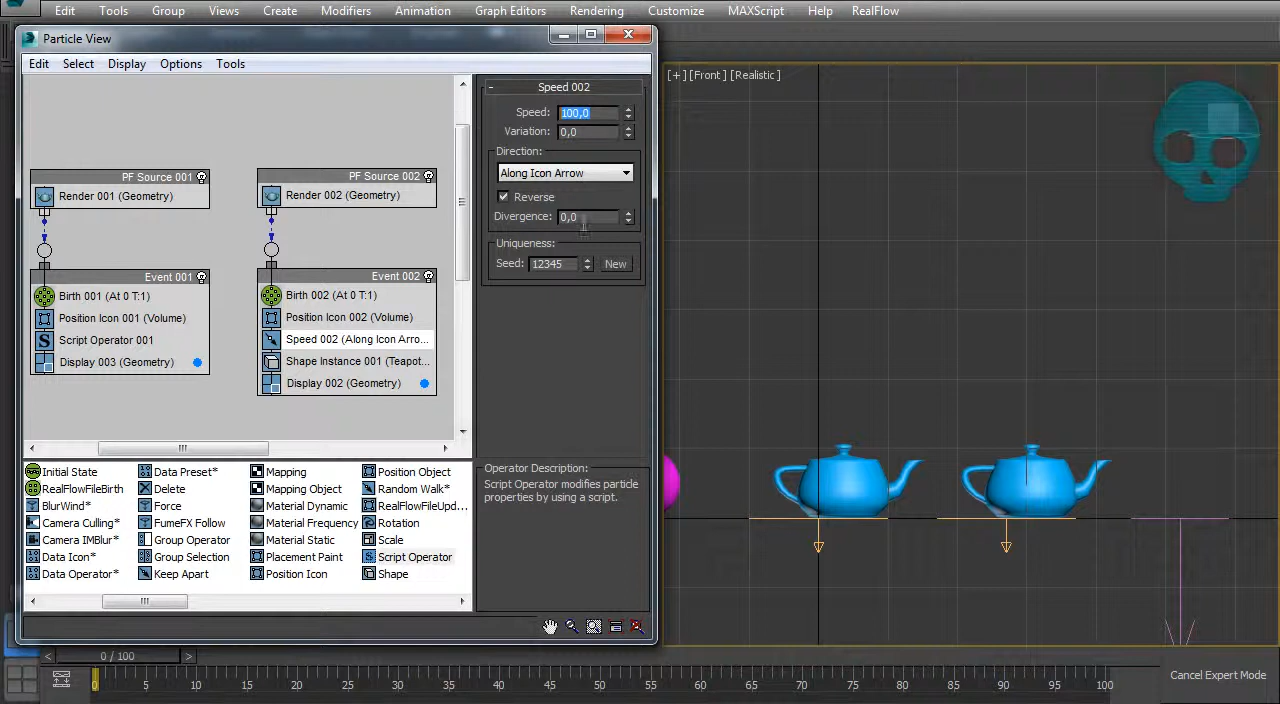 Edit Tools Group Views Create Modifiers Animation Graph Editors Rendering Customize MAXScript Help RealFlow
Particle View
Edit Select Display Options Tools
[+] [Front] [Realistic]
PF Source 001
Render 001 (Geometry)
Event 001
Birth 001 (At 0 T:1)
Position Icon 001 (Volume)
Script Operator 001
Display 003 (Geometry)
PF Source 002
Render 002 (Geometry)
Event 002
Birth 002 (At 0 T:1)
Position Icon 002 (Volume)
Speed 002 (Along Icon Arro...
Shape Instance 001 (Teapot...
Display 002 (Geometry)
- Speed 002
Speed: 100,0
Variation: 0,0
Direction:
Along Icon Arrow
Reverse
Divergence: 0,0
Uniqueness:
Seed: 12345 New
Initial State
RealFlowFileBirth
BlurWind*
Camera Culling*
Camera IMBlur*
Data Icon*
Data Operator*
Data Preset*
Delete
Force
FumeFX Follow
Group Operator
Group Selection
Keep Apart
Mapping
Mapping Object
Material Dynamic
Material Frequency
Material Static
Placement Paint
Position Icon
Position Object
Random Walk*
RealFlowFileUpd...
Rotation
Scale
Script Operator
Shape
Operator Description:
Script Operator modifies particle
properties by using a script.
< 0 / 100 >
0 5 10 15 20 25 30 35 40 45 50 55 60 65 70 75 80 85 90 95 100
Cancel Expert Mode